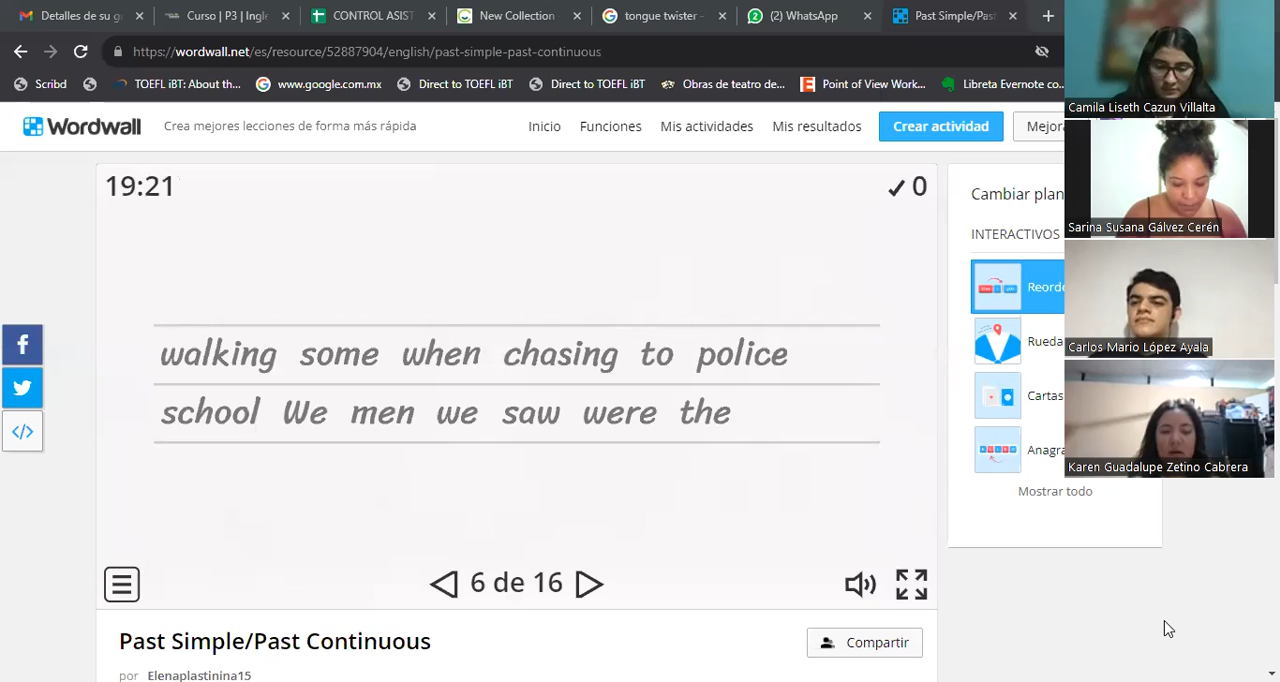 Detalles de su g
Curso | P3 | Ingl
CONTROL ASIST
New Collection
tongue twister -
(2) WhatsApp
Past Simple/Past
https://wordwall.net/es/resource/52887904/english/past-simple-past-continuous
Scribd
TOEFL iBT: About th...
www.google.com.mx
Direct to TOEFL iBT
Direct to TOEFL iBT
Obras de teatro de...
Point of View Work...
Libreta Evernote co...
Wordwall
Crea mejores lecciones de forma más rápida
Inicio
Funciones
Mis actividades
Mis resultados
Crear actividad
Mejora
19:21
✓ 0
walking some when chasing to police
school We men we saw were the
6 de 16
Past Simple/Past Continuous
Compartir
por Elenaplastinina15
Cambiar plan
INTERACTIVOS
Reorde
Rueda
Cartas
Anagra
Mostrar todo
Camila Liseth Cazun Villalta
Sarina Susana Gálvez Cerén
Carlos Mario López Ayala
Karen Guadalupe Zetino Cabrera